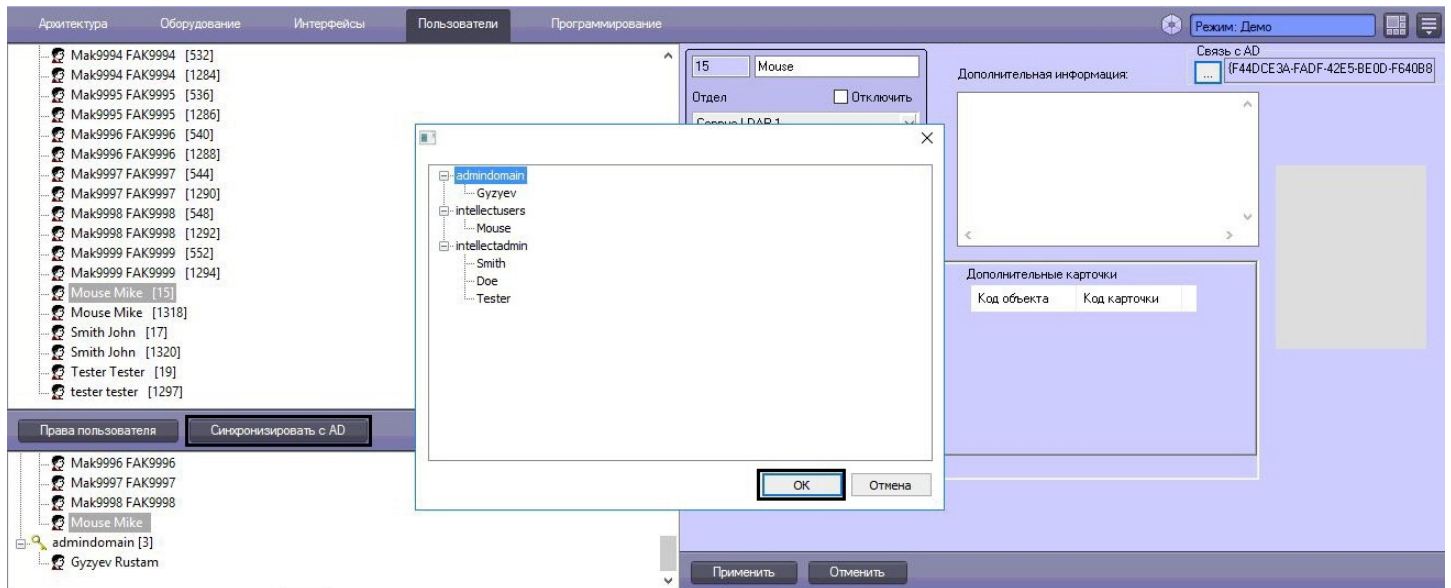 Архитектура Оборудование Интерфейсы Пользователи Программирование Режим: Демо
Mak9994 FAK9994 [532]
Mak9994 FAK9994 [1284]
Mak9995 FAK9995 [536]
Mak9995 FAK9995 [1286]
Mak9996 FAK9996 [540]
Mak9996 FAK9996 [1288]
Mak9997 FAK9997 [544]
Mak9997 FAK9997 [1290]
Mak9998 FAK9998 [548]
Mak9998 FAK9998 [1292]
Mak9999 FAK9999 [552]
Mak9999 FAK9999 [1294]
Mouse Mike [15]
Mouse Mike [1318]
Smith John [17]
Smith John [1320]
Tester Tester [19]
tester tester [1297]
Права пользователя Синхронизировать с AD
Mak9996 FAK9996
Mak9997 FAK9997
Mak9998 FAK9998
Mouse Mike
admindomain [3]
Gyzyev Rustam
admindomain
Gyzyev
intellectusers
Mouse
intellectadmin
Smith
Doe
Tester
OK Отмена
15 Mouse
Отдел Отключить
Дополнительная информация:
Связь с AD
... {F44DCE3A-FADF-42E5-BE0D-F640B8
Дополнительные карточки
Код объекта Код карточки
Применить Отменить